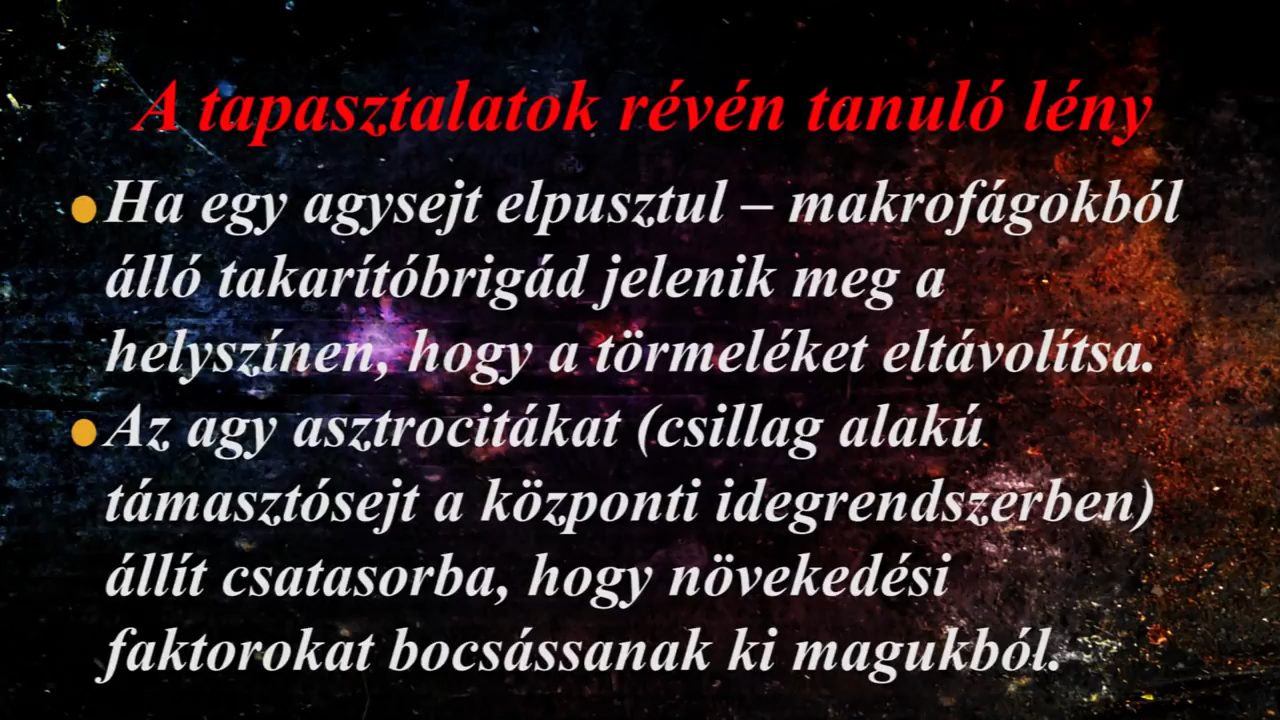 A tapasztalatok révén tanuló lény
Ha egy agysejt elpusztul – makrofágokból
álló takarítóbrigád jelenik meg a
helyszínen, hogy a törmeléket eltávolítsa.
Az agy asztrocitákat (csillag alakú
támasztósejt a központi idegrendszerben)
állít csatasorba, hogy növekedési
faktorokat bocsássanak ki magukból.